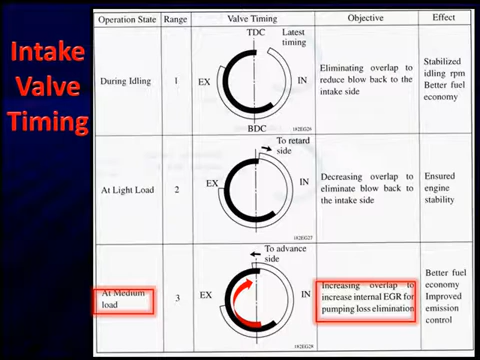 Intake
Valve
Timing
Operation State
Range
Valve Timing
Objective
Effect
During Idling
1
TDC
Latest
timing
EX
IN
BDC
182EG26
Eliminating overlap to
reduce blow back to the
intake side
Stabilized
idling rpm
Better fuel
economy
At Light Load
2
To retard
side
EX
IN
182EG27
Decreasing overlap to
eliminate blow back to
the intake side
Ensured
engine
stability
At Medium
load
3
To advance
side
EX
IN
182EG28
Increasing overlap to
increase internal EGR for
pumping loss elimination
Better fuel
economy
Improved
emission
control